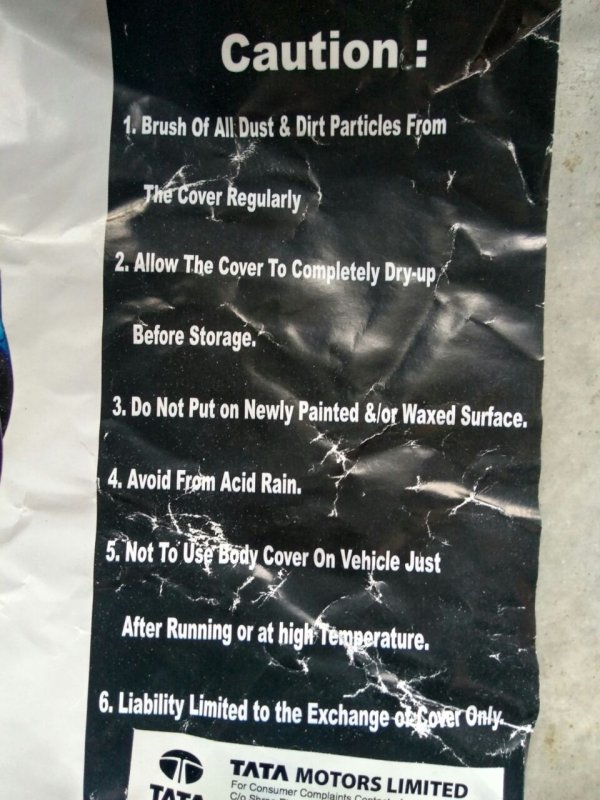 Caution :
1. Brush Of All Dust & Dirt Particles From
The Cover Regularly
2. Allow The Cover To Completely Dry-up
Before Storage.
3. Do Not Put on Newly Painted &/or Waxed Surface.
4. Avoid From Acid Rain.
5. Not To Use Body Cover On Vehicle Just
After Running or at high Temperature.
6. Liability Limited to the Exchange of Cover Only.
TATA MOTORS LIMITED
For Consumer Complaints
TATA
C/o